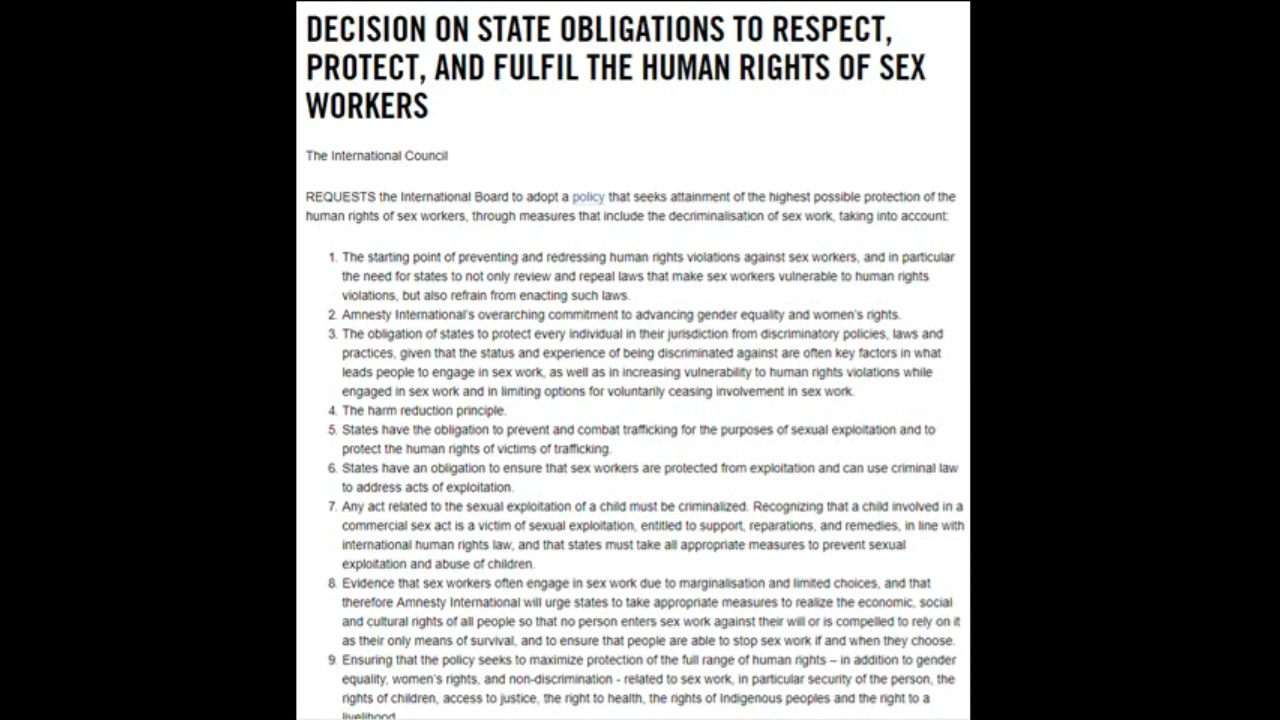 DECISION ON STATE OBLIGATIONS TO RESPECT,
PROTECT, AND FULFIL THE HUMAN RIGHTS OF SEX
WORKERS
The International Council
REQUESTS the International Board to adopt a policy that seeks attainment of the highest possible protection of the
human rights of sex workers, through measures that include the decriminalisation of sex work, taking into account:
1. The starting point of preventing and redressing human rights violations against sex workers, and in particular
the need for states to not only review and repeal laws that make sex workers vulnerable to human rights
violations, but also refrain from enacting such laws.
2. Amnesty International's overarching commitment to advancing gender equality and women's rights.
3. The obligation of states to protect every individual in their jurisdiction from discriminatory policies, laws and
practices, given that the status and experience of being discriminated against are often key factors in what
leads people to engage in sex work, as well as in increasing vulnerability to human rights violations while
engaged in sex work and in limiting options for voluntarily ceasing involvement in sex work.
4. The harm reduction principle.
5. States have the obligation to prevent and combat trafficking for the purposes of sexual exploitation and to
protect the human rights of victims of trafficking.
6. States have an obligation to ensure that sex workers are protected from exploitation and can use criminal law
to address acts of exploitation.
7. Any act related to the sexual exploitation of a child must be criminalized. Recognizing that a child involved in a
commercial sex act is a victim of sexual exploitation, entitled to support, reparations, and remedies, in line with
international human rights law, and that states must take all appropriate measures to prevent sexual
exploitation and abuse of children.
8. Evidence that sex workers often engage in sex work due to marginalisation and limited choices, and that
therefore Amnesty International will urge states to take appropriate measures to realize the economic, social
and cultural rights of all people so that no person enters sex work against their will or is compelled to rely on it
as their only means of survival, and to ensure that people are able to stop sex work if and when they choose.
9. Ensuring that the policy seeks to maximize protection of the full range of human rights – in addition to gender
equality, women's rights, and non-discrimination - related to sex work, in particular security of the person, the
rights of children, access to justice, the right to health, the rights of Indigenous peoples and the right to a
livelihood